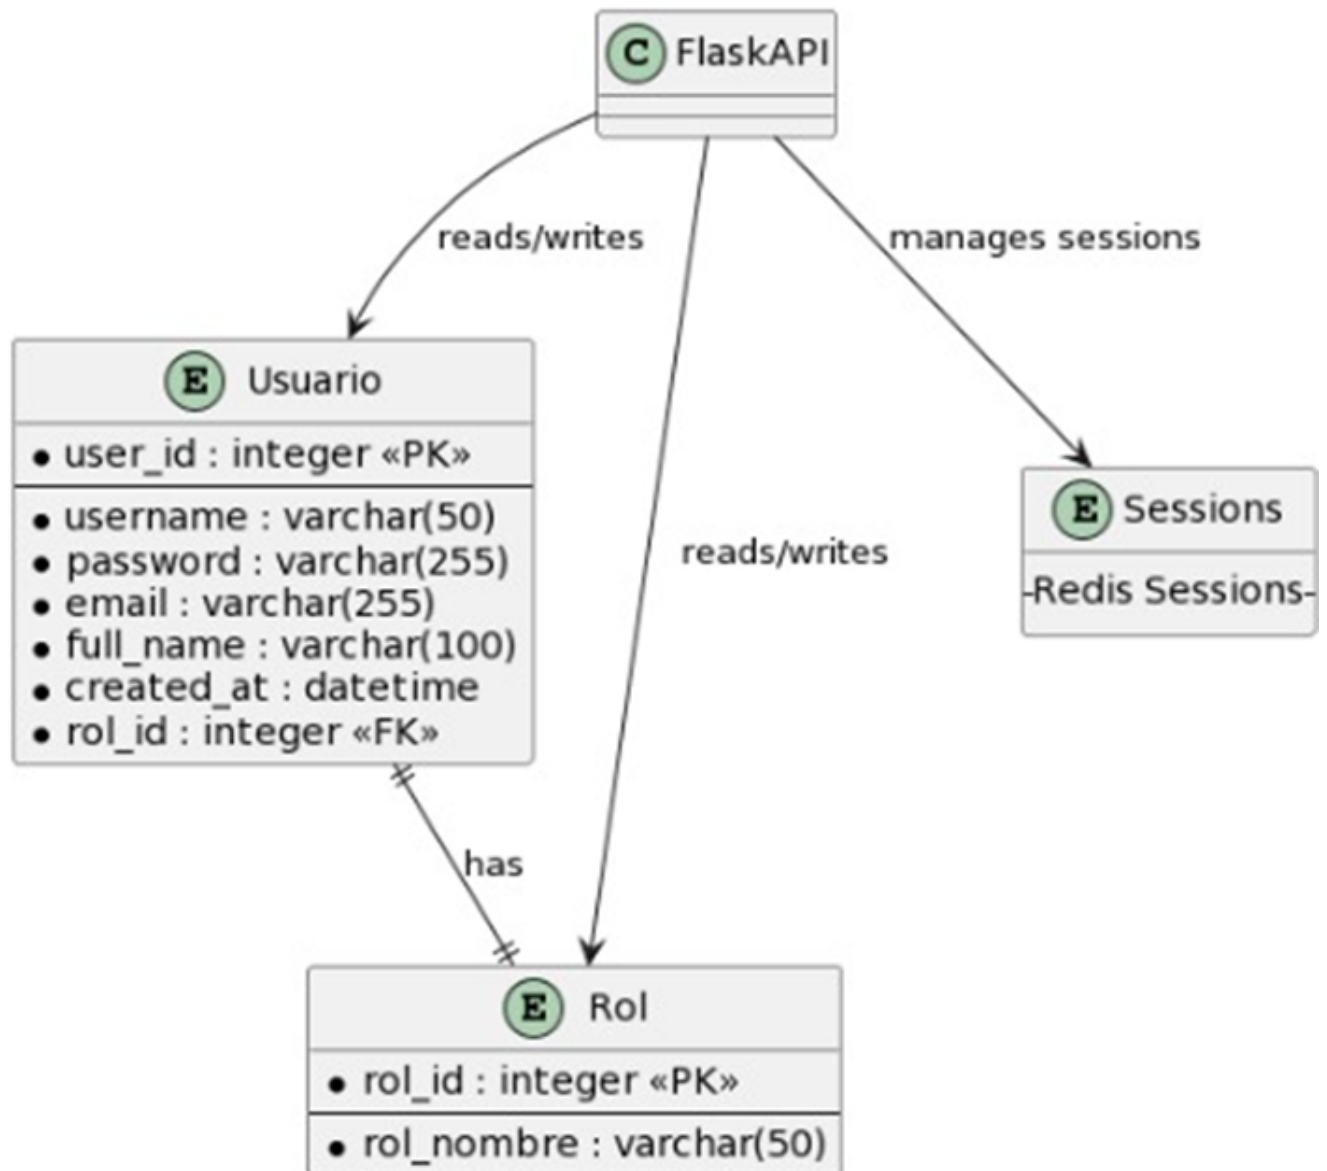 C FlaskAPI
reads/writes
manages sessions
E Usuario
user_id : integer «PK»
username : varchar(50)
password : varchar(255)
email : varchar(255)
full_name : varchar(100)
created_at : datetime
rol_id : integer «FK»
E Sessions
-Redis Sessions-
reads/writes
has
E Rol
rol_id : integer «PK»
rol_nombre : varchar(50)